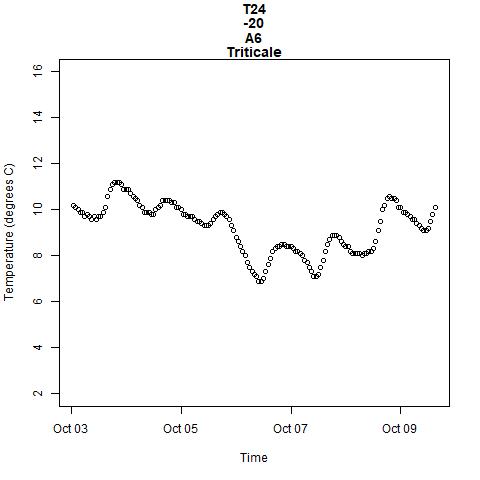 T24
-20
A6
Triticale
16
14
12
10
8
6
4
2
Temperature (degrees C)
Oct 03 Oct 05 Oct 07 Oct 09
Time